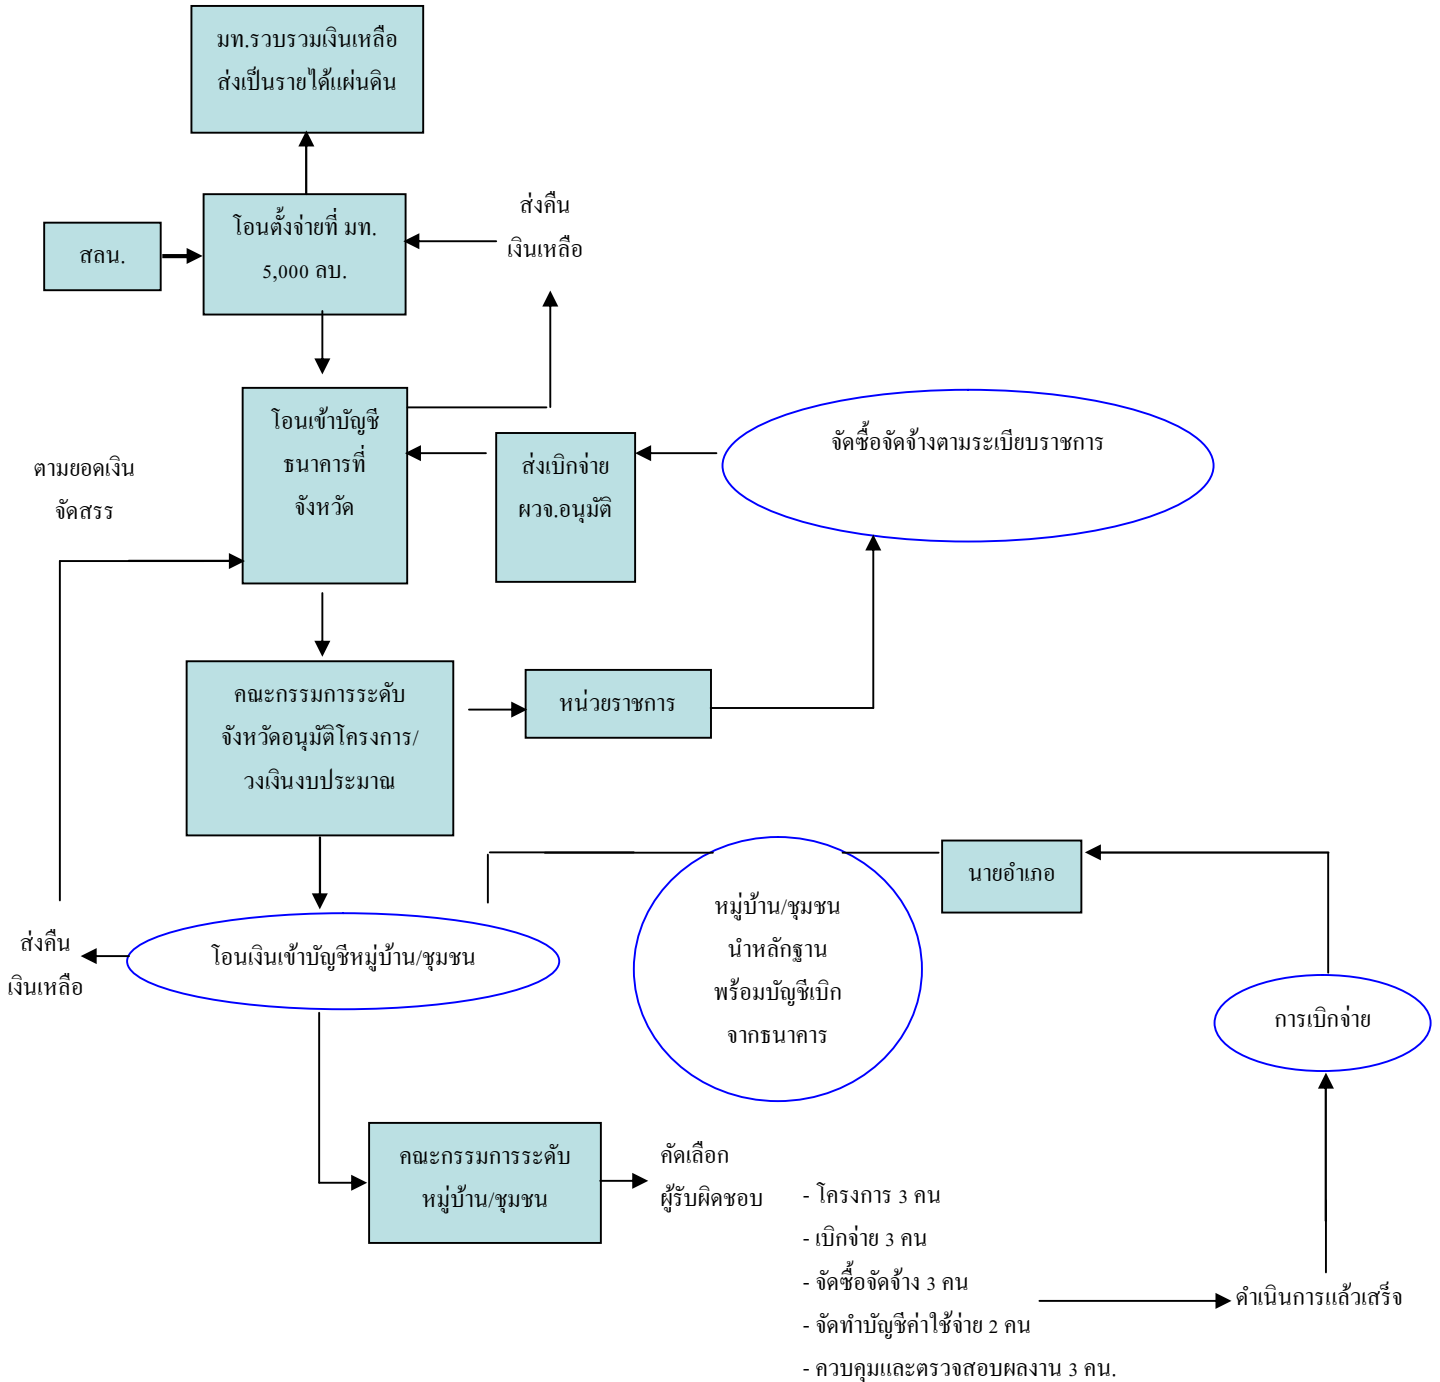 มท.รวบรวมเงินเหลือ
ส่งเป็นรายได้แผ่นดิน
สลน.
โอนตั้งจ่ายที่ มท.
5,000 ลบ.
ส่งคืน
เงินเหลือ
โอนเข้าบัญชี
ธนาคารที่
จังหวัด
ส่งเบิกจ่าย
ผวจ.อนุมัติ
จัดซื้อจัดจ้างตามระเบียบราชการ
ตามยอดเงิน
จัดสรร
คณะกรรมการระดับ
จังหวัดอนุมัติโครงการ/
วงเงินงบประมาณ
หน่วยราชการ
นายอำเภอ
หมู่บ้าน/ชุมชน
นำหลักฐาน
พร้อมบัญชีเบิก
จากธนาคาร
ส่งคืน
เงินเหลือ
โอนเงินเข้าบัญชีหมู่บ้าน/ชุมชน
การเบิกจ่าย
คณะกรรมการระดับ
หมู่บ้าน/ชุมชน
คัดเลือก
ผู้รับผิดชอบ
- โครงการ 3 คน
- เบิกจ่าย 3 คน
- จัดซื้อจัดจ้าง 3 คน
- จัดทำบัญชีค่าใช้จ่าย 2 คน
- ควบคุมและตรวจสอบผลงาน 3 คน.
ดำเนินการแล้วเสร็จ